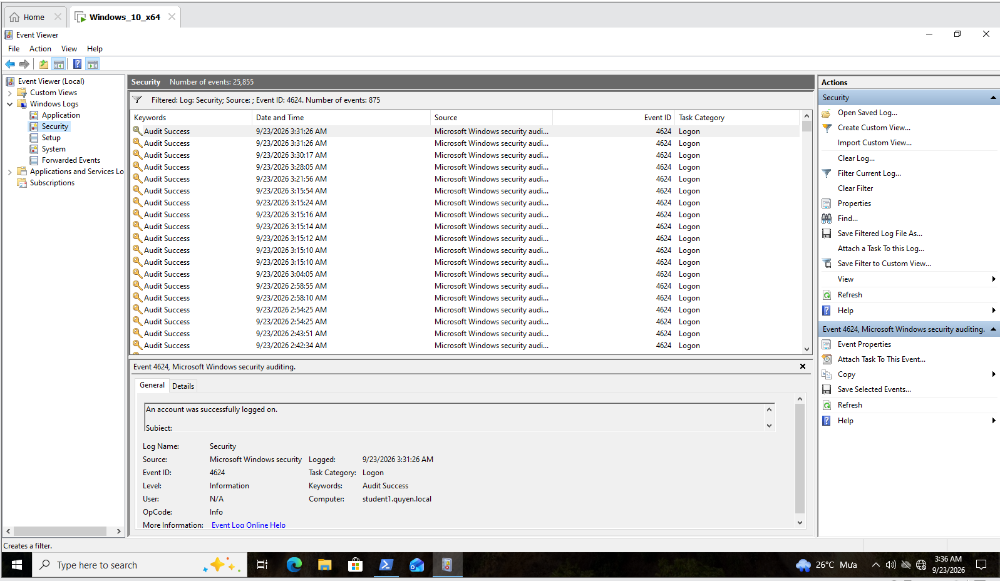 Home
Windows_10_x64
Event Viewer
File Action View Help
Event Viewer (Local)
Custom Views
Windows Logs
Application
Security
Setup
System
Forwarded Events
Applications and Services Lo
Subscriptions
Security Number of events: 25,855
Filtered: Log: Security; Source: ; Event ID: 4624. Number of events: 875
Keywords Date and Time Source Event ID Task Category
Audit Success 9/23/2026 3:31:26 AM Microsoft Windows security audi... 4624 Logon
Audit Success 9/23/2026 3:31:26 AM Microsoft Windows security audi... 4624 Logon
Audit Success 9/23/2026 3:30:17 AM Microsoft Windows security audi... 4624 Logon
Audit Success 9/23/2026 3:28:05 AM Microsoft Windows security audi... 4624 Logon
Audit Success 9/23/2026 3:21:56 AM Microsoft Windows security audi... 4624 Logon
Audit Success 9/23/2026 3:15:54 AM Microsoft Windows security audi... 4624 Logon
Audit Success 9/23/2026 3:15:24 AM Microsoft Windows security audi... 4624 Logon
Audit Success 9/23/2026 3:15:16 AM Microsoft Windows security audi... 4624 Logon
Audit Success 9/23/2026 3:15:14 AM Microsoft Windows security audi... 4624 Logon
Audit Success 9/23/2026 3:15:12 AM Microsoft Windows security audi... 4624 Logon
Audit Success 9/23/2026 3:15:10 AM Microsoft Windows security audi... 4624 Logon
Audit Success 9/23/2026 3:15:10 AM Microsoft Windows security audi... 4624 Logon
Audit Success 9/23/2026 3:04:05 AM Microsoft Windows security audi... 4624 Logon
Audit Success 9/23/2026 2:58:55 AM Microsoft Windows security audi... 4624 Logon
Audit Success 9/23/2026 2:58:10 AM Microsoft Windows security audi... 4624 Logon
Audit Success 9/23/2026 2:54:25 AM Microsoft Windows security audi... 4624 Logon
Audit Success 9/23/2026 2:54:25 AM Microsoft Windows security audi... 4624 Logon
Audit Success 9/23/2026 2:43:51 AM Microsoft Windows security audi... 4624 Logon
Audit Success 9/23/2026 2:42:34 AM Microsoft Windows security audi... 4624 Logon
Event 4624, Microsoft Windows security auditing.
General Details
An account was successfully logged on.
Subject:
Log Name: Security
Source: Microsoft Windows security Logged: 9/23/2026 3:31:26 AM
Event ID: 4624 Task Category: Logon
Level: Information Keywords: Audit Success
User: N/A Computer: student1.quyen.local
OpCode: Info
More Information: Event Log Online Help
Actions
Security
Open Saved Log...
Create Custom View...
Import Custom View...
Clear Log...
Filter Current Log...
Clear Filter
Properties
Find...
Save Filtered Log File As...
Attach a Task To this Log...
Save Filter to Custom View...
View
Refresh
Help
Event 4624, Microsoft Windows security auditing.
Event Properties
Attach Task To This Event...
Copy
Save Selected Events...
Refresh
Help
Creates a filter.
Type here to search
26°C Mưa
3:36 AM
9/23/2026